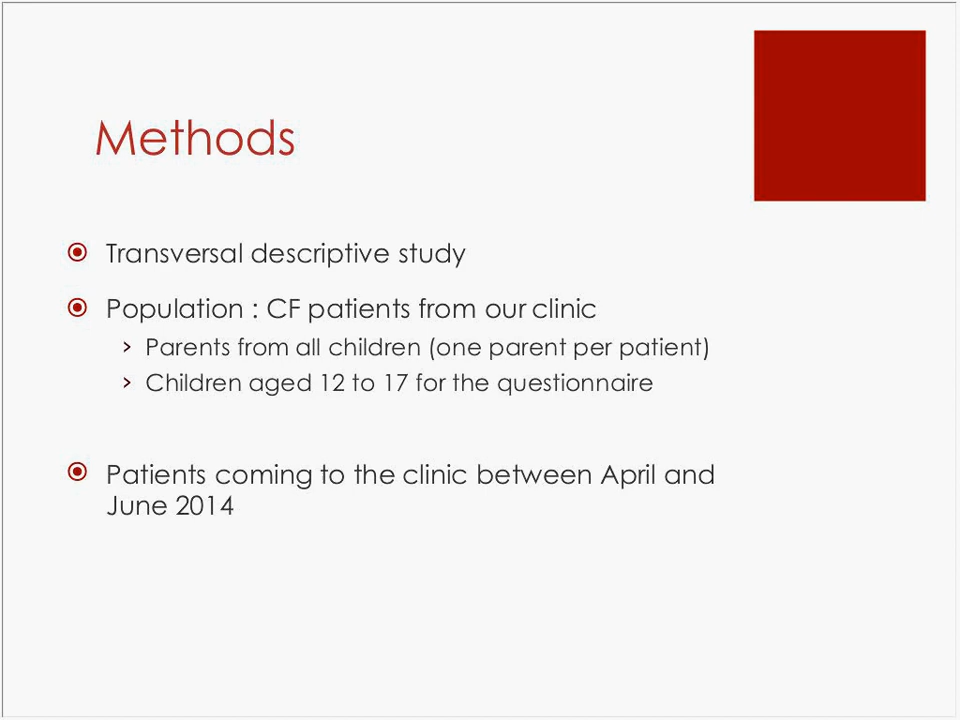 Methods
Transversal descriptive study
Population : CF patients from our clinic
Parents from all children (one parent per patient)
Children aged 12 to 17 for the questionnaire
Patients coming to the clinic between April and
June 2014